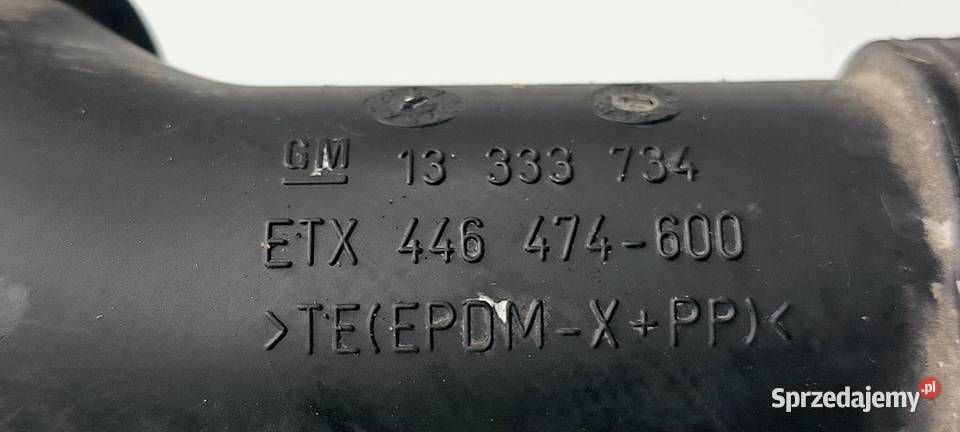 GM 13 333 734
ETX 446 474-600
>TE(EPDM-X+PP)<
Sprzedajemy.pl